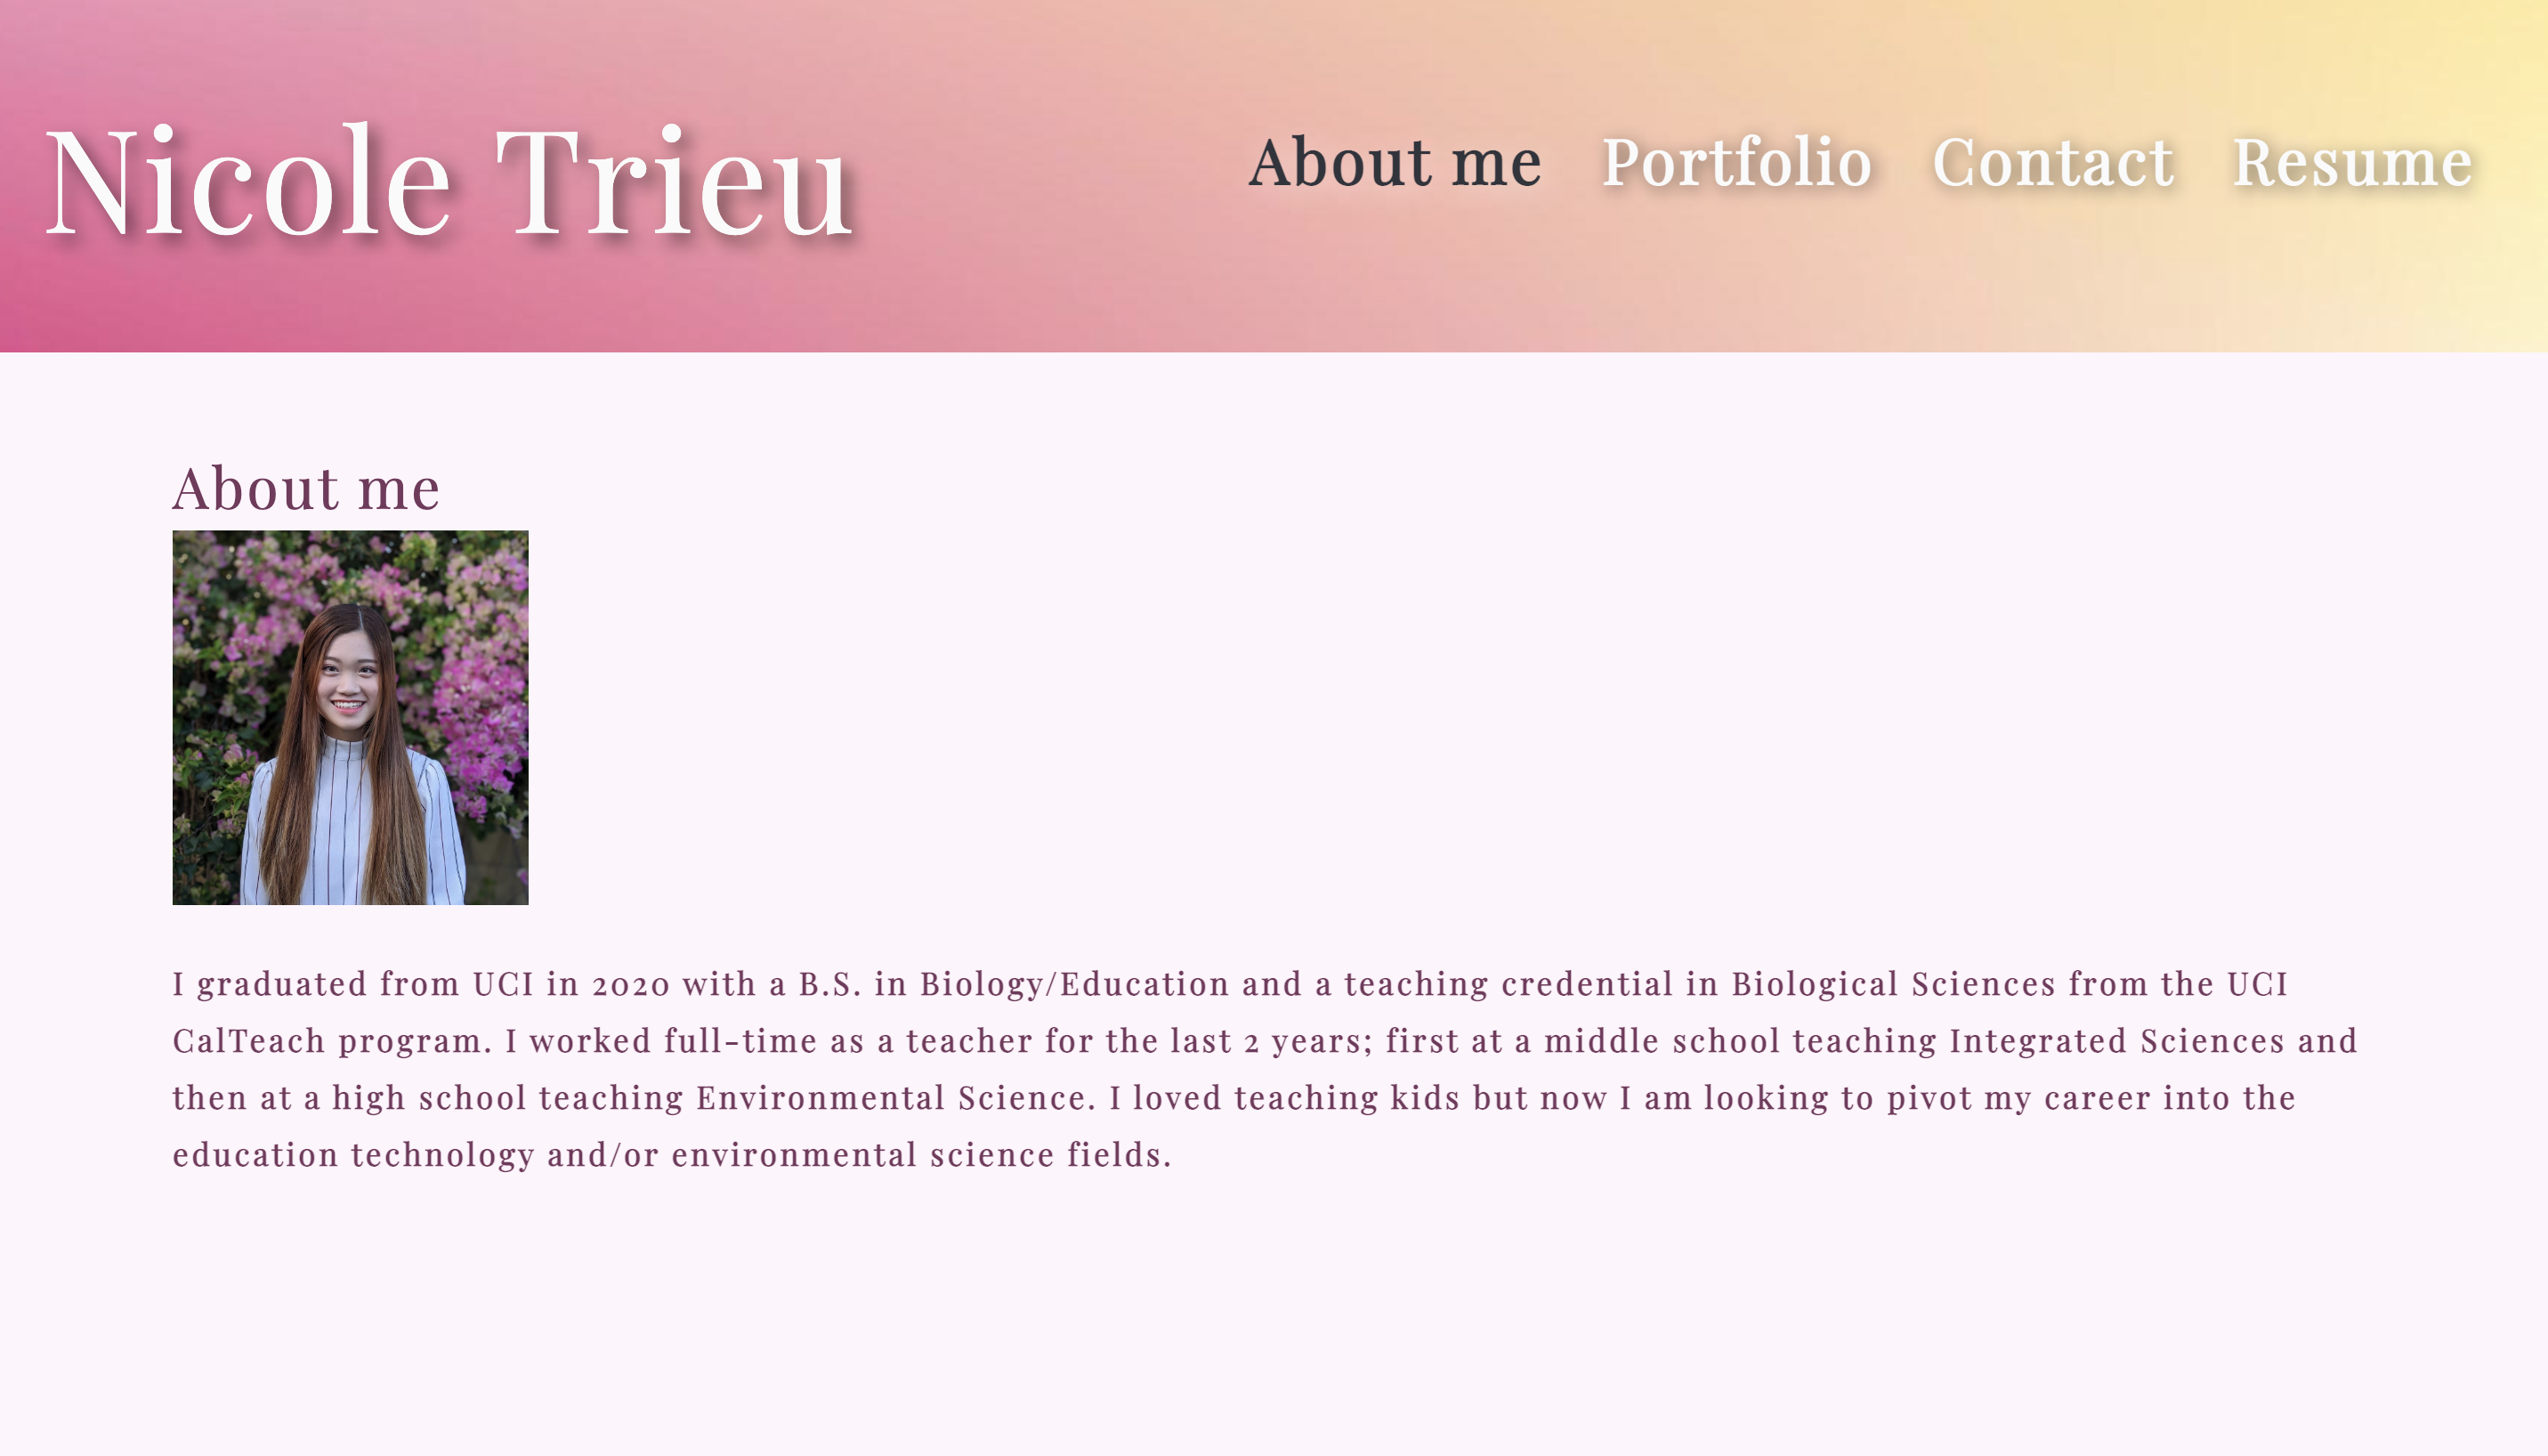 Nicole Trieu
About me Portfolio Contact Resume
About me
I graduated from UCI in 2020 with a B.S. in Biology/Education and a teaching credential in Biological Sciences from the UCI
CalTeach program. I worked full-time as a teacher for the last 2 years; first at a middle school teaching Integrated Sciences and
then at a high school teaching Environmental Science. I loved teaching kids but now I am looking to pivot my career into the
education technology and/or environmental science fields.